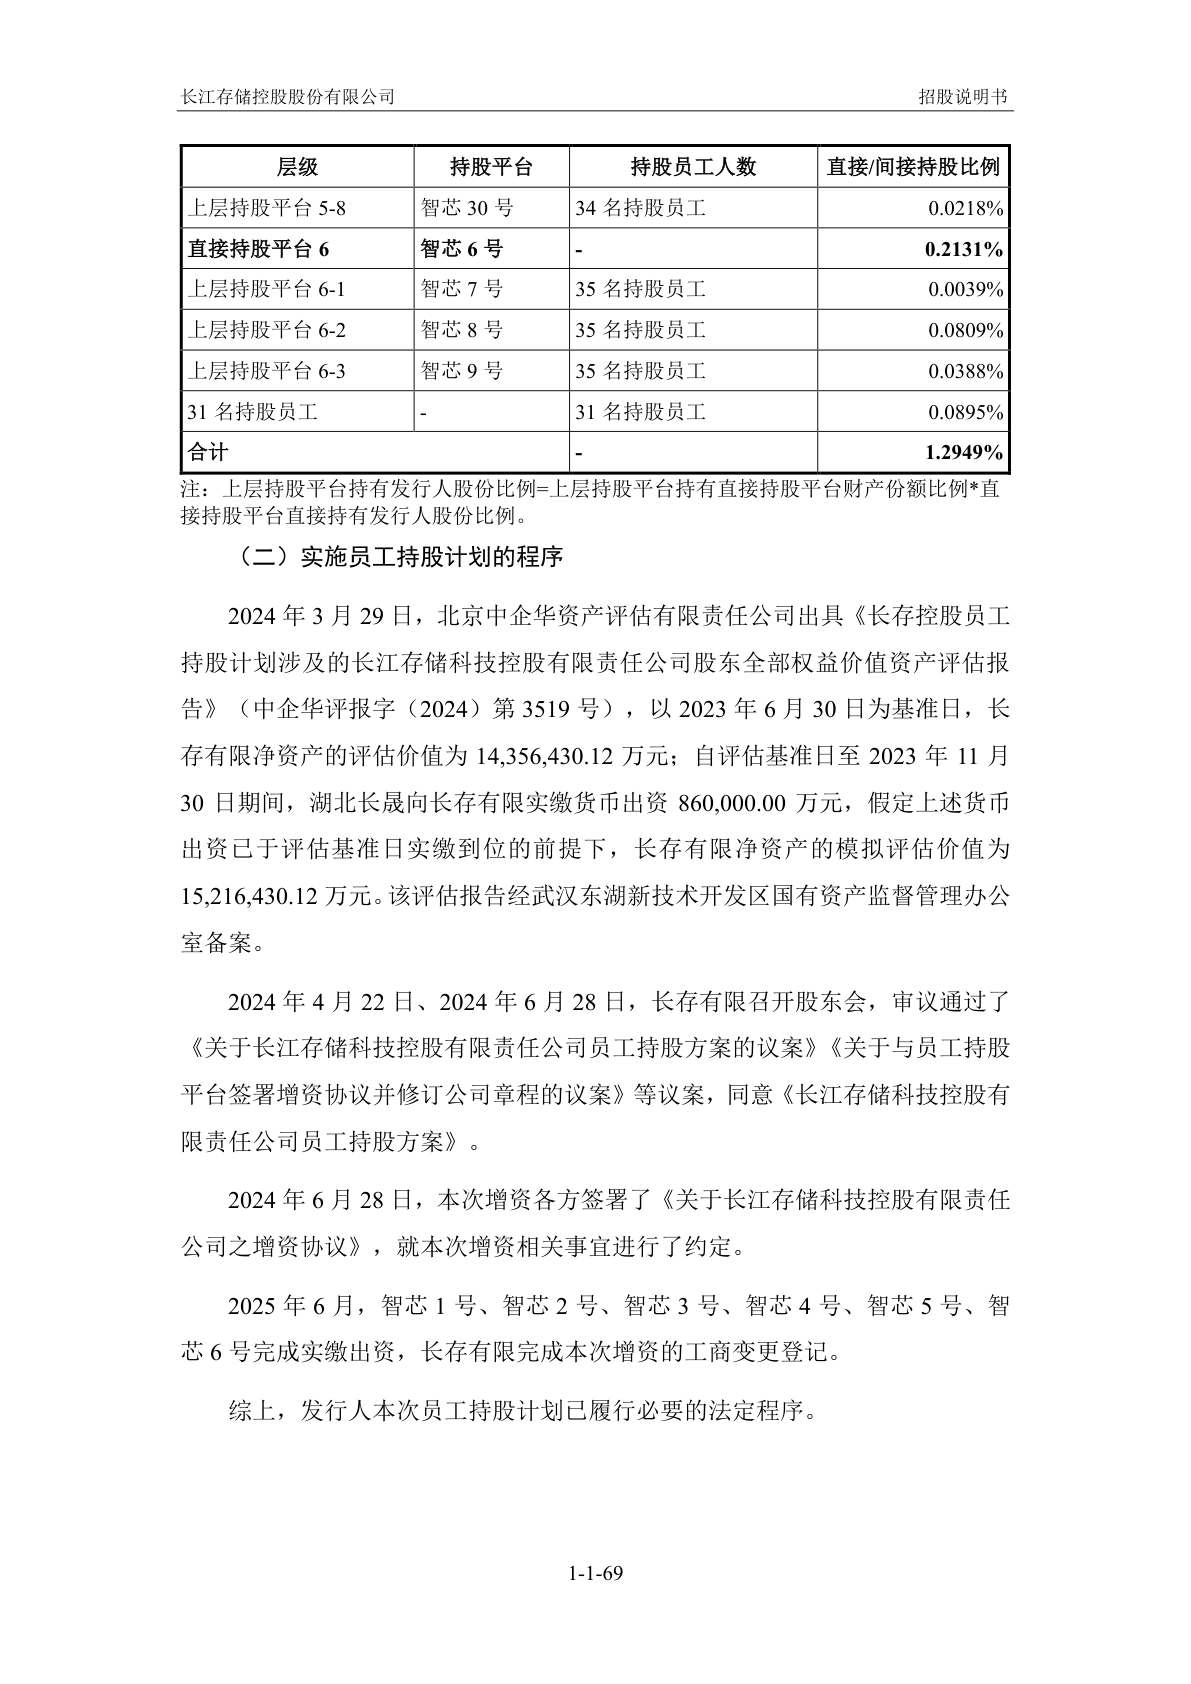 长江存储控股股份有限公司 招股说明书
层级 持股平台 持股员工人数 直接/间接持股比例
上层持股平台 5-8 智芯 30 号 34 名持股员工 0.0218%
直接持股平台 6 智芯 6 号 - 0.2131%
上层持股平台 6-1 智芯 7 号 35 名持股员工 0.0039%
上层持股平台 6-2 智芯 8 号 35 名持股员工 0.0809%
上层持股平台 6-3 智芯 9 号 35 名持股员工 0.0388%
31 名持股员工 - 31 名持股员工 0.0895%
合计 - 1.2949%
注：上层持股平台持有发行人股份比例=上层持股平台持有直接持股平台财产份额比例*直
接持股平台直接持有发行人股份比例。
（二）实施员工持股计划的程序
2024 年 3 月 29 日，北京中企华资产评估有限责任公司出具《长存控股员工
持股计划涉及的长江存储科技控股有限责任公司股东全部权益价值资产评估报
告》（中企华评报字（2024）第 3519 号），以 2023 年 6 月 30 日为基准日，长
存有限净资产的评估价值为 14,356,430.12 万元；自评估基准日至 2023 年 11 月
30 日期间，湖北长晟向长存有限实缴货币出资 860,000.00 万元，假定上述货币
出资已于评估基准日实缴到位的前提下，长存有限净资产的模拟评估价值为
15,216,430.12 万元。该评估报告经武汉东湖新技术开发区国有资产监督管理办公
室备案。
2024 年 4 月 22 日、2024 年 6 月 28 日，长存有限召开股东会，审议通过了
《关于长江存储科技控股有限责任公司员工持股方案的议案》《关于与员工持股
平台签署增资协议并修订公司章程的议案》等议案，同意《长江存储科技控股有
限责任公司员工持股方案》。
2024 年 6 月 28 日，本次增资各方签署了《关于长江存储科技控股有限责任
公司之增资协议》，就本次增资相关事宜进行了约定。
2025 年 6 月，智芯 1 号、智芯 2 号、智芯 3 号、智芯 4 号、智芯 5 号、智
芯 6 号完成实缴出资，长存有限完成本次增资的工商变更登记。
综上，发行人本次员工持股计划已履行必要的法定程序。
1-1-69